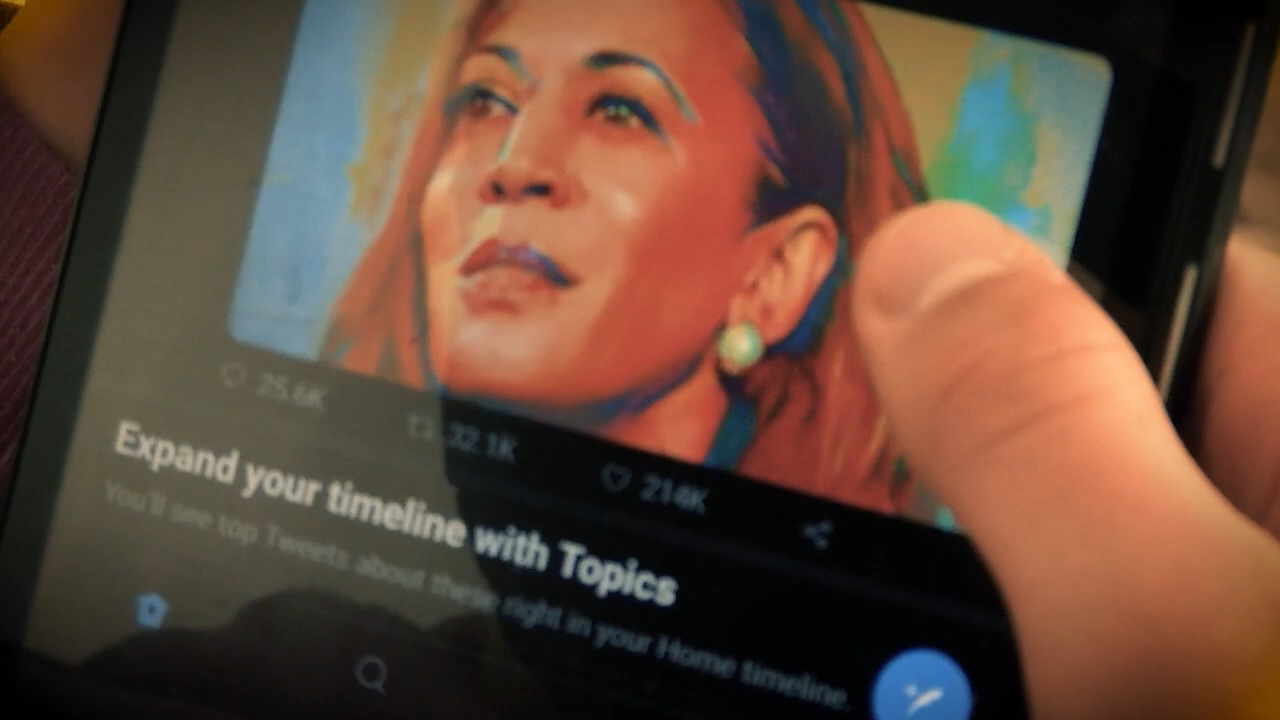 25.6K
32.1K
214K
Expand your timeline with Topics
You'll see top Tweets about these right in your Home timeline.